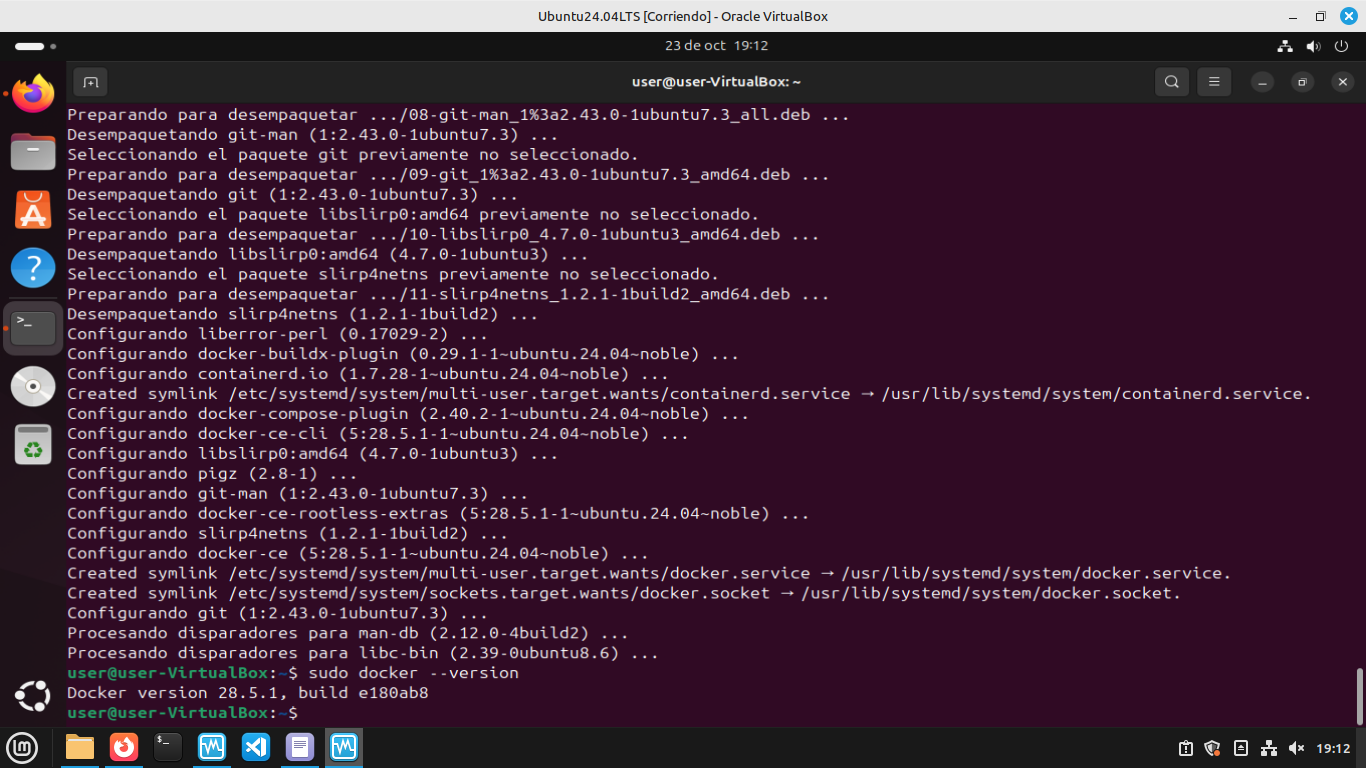 Ubuntu24.04LTS [Corriendo] - Oracle VirtualBox
23 de oct 19:12
user@user-VirtualBox: ~
Preparando para desempaquetar .../08-git-man_1%3a2.43.0-1ubuntu7.3_all.deb ...
Desempaquetando git-man (1:2.43.0-1ubuntu7.3) ...
Seleccionando el paquete git previamente no seleccionado.
Preparando para desempaquetar .../09-git_1%3a2.43.0-1ubuntu7.3_amd64.deb ...
Desempaquetando git (1:2.43.0-1ubuntu7.3) ...
Seleccionando el paquete libslirp0:amd64 previamente no seleccionado.
Preparando para desempaquetar .../10-libslirp0_4.7.0-1ubuntu3_amd64.deb ...
Desempaquetando libslirp0:amd64 (4.7.0-1ubuntu3) ...
Seleccionando el paquete slirp4netns previamente no seleccionado.
Preparando para desempaquetar .../11-slirp4netns_1.2.1-1build2_amd64.deb ...
Desempaquetando slirp4netns (1.2.1-1build2) ...
Configurando liberror-perl (0.17029-2) ...
Configurando docker-buildx-plugin (0.29.1-1~ubuntu.24.04~noble) ...
Configurando containerd.io (1.7.28-1~ubuntu.24.04~noble) ...
Created symlink /etc/systemd/system/multi-user.target.wants/containerd.service → /usr/lib/systemd/system/containerd.service.
Configurando docker-compose-plugin (2.40.2-1~ubuntu.24.04~noble) ...
Configurando docker-ce-cli (5:28.5.1-1~ubuntu.24.04~noble) ...
Configurando libslirp0:amd64 (4.7.0-1ubuntu3) ...
Configurando pigz (2.8-1) ...
Configurando git-man (1:2.43.0-1ubuntu7.3) ...
Configurando docker-ce-rootless-extras (5:28.5.1-1~ubuntu.24.04~noble) ...
Configurando slirp4netns (1.2.1-1build2) ...
Configurando docker-ce (5:28.5.1-1~ubuntu.24.04~noble) ...
Created symlink /etc/systemd/system/multi-user.target.wants/docker.service → /usr/lib/systemd/system/docker.service.
Created symlink /etc/systemd/system/sockets.target.wants/docker.socket → /usr/lib/systemd/system/docker.socket.
Configurando git (1:2.43.0-1ubuntu7.3) ...
Procesando disparadores para man-db (2.12.0-4build2) ...
Procesando disparadores para libc-bin (2.39-0ubuntu8.6) ...
user@user-VirtualBox:~$ sudo docker --version
Docker version 28.5.1, build e180ab8
user@user-VirtualBox:~$
19:12